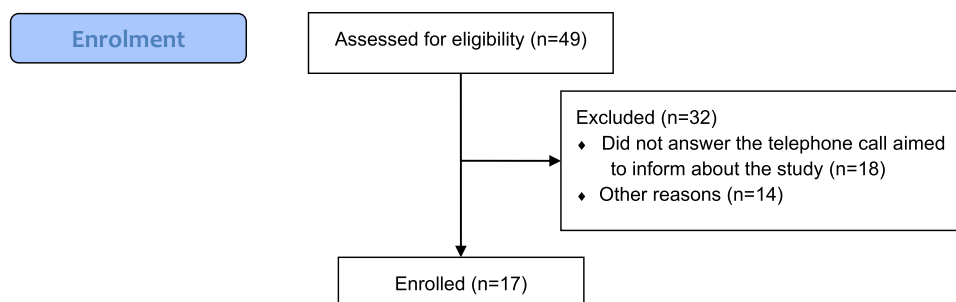 Enrolment
Assessed for eligibility (n=49)
Excluded (n=32)
♦ Did not answer the telephone call aimed
to inform about the study (n=18)
♦ Other reasons (n=14)
Enrolled (n=17)